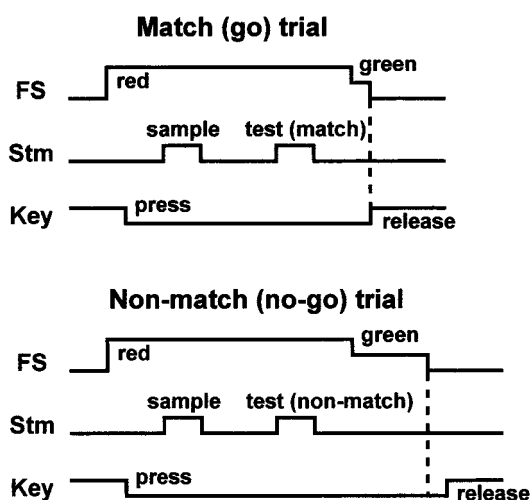 Match (go) trial
green
FS
red
sample
test (match)
Stm
press
Key
release
Non-match (no-go) trial
green
FS
red
sample
test (non-match)
Stm
press
Key
release